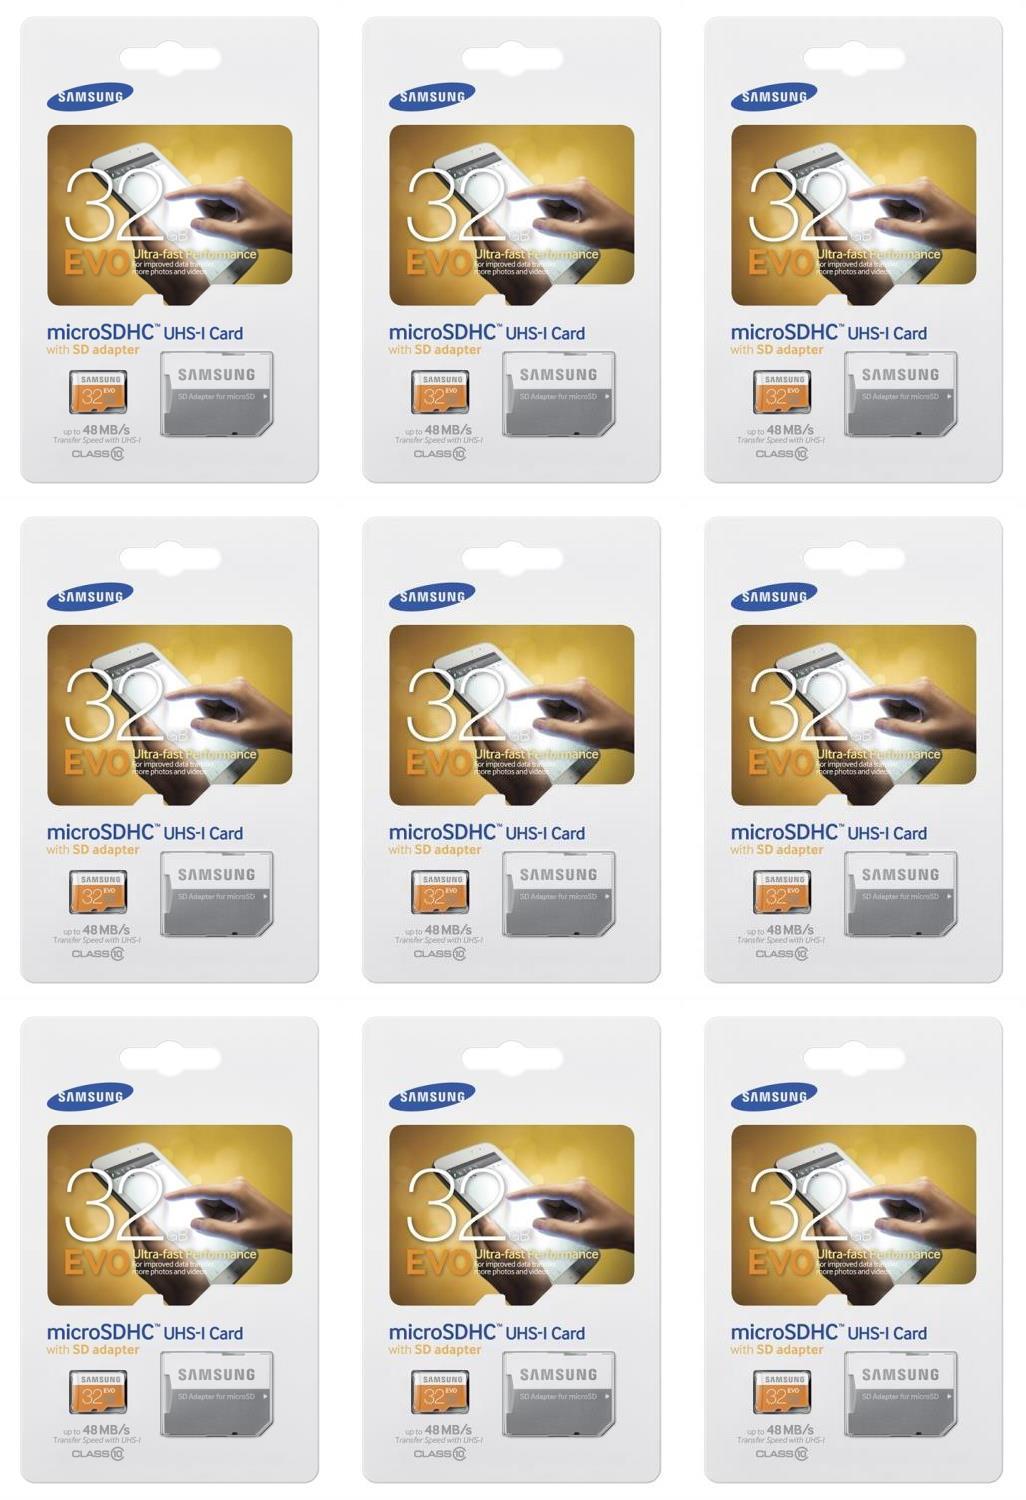 SAMSUNG SAMSUNG SAMSUNG
32 GB 32 GB 32 GB
EVO Ultra-fast Performance EVO Ultra-fast Performance EVO Ultra-fast Performance
For improved data transfer, For improved data transfer, For improved data transfer,
more photos and videos more photos and videos more photos and videos
microSDHC™ UHS-I Card microSDHC™ UHS-I Card microSDHC™ UHS-I Card
with SD adapter with SD adapter with SD adapter
SAMSUNG SAMSUNG SAMSUNG SAMSUNG SAMSUNG SAMSUNG
32 EVO SD Adapter for microSD 32 EVO SD Adapter for microSD 32 EVO SD Adapter for microSD
up to 48 MB/s up to 48 MB/s up to 48 MB/s
Transfer Speed with UHS-I Transfer Speed with UHS-I Transfer Speed with UHS-I
CLASS 10 CLASS 10 CLASS 10
SAMSUNG SAMSUNG SAMSUNG
32 GB 32 GB 32 GB
EVO Ultra-fast Performance EVO Ultra-fast Performance EVO Ultra-fast Performance
For improved data transfer, For improved data transfer, For improved data transfer,
more photos and videos more photos and videos more photos and videos
microSDHC™ UHS-I Card microSDHC™ UHS-I Card microSDHC™ UHS-I Card
with SD adapter with SD adapter with SD adapter
SAMSUNG SAMSUNG SAMSUNG SAMSUNG SAMSUNG SAMSUNG
32 EVO SD Adapter for microSD 32 EVO SD Adapter for microSD 32 EVO SD Adapter for microSD
up to 48 MB/s up to 48 MB/s up to 48 MB/s
Transfer Speed with UHS-I Transfer Speed with UHS-I Transfer Speed with UHS-I
CLASS 10 CLASS 10 CLASS 10
SAMSUNG SAMSUNG SAMSUNG
32 GB 32 GB 32 GB
EVO Ultra-fast Performance EVO Ultra-fast Performance EVO Ultra-fast Performance
For improved data transfer, For improved data transfer, For improved data transfer,
more photos and videos more photos and videos more photos and videos
microSDHC™ UHS-I Card microSDHC™ UHS-I Card microSDHC™ UHS-I Card
with SD adapter with SD adapter with SD adapter
SAMSUNG SAMSUNG SAMSUNG SAMSUNG SAMSUNG SAMSUNG
32 EVO SD Adapter for microSD 32 EVO SD Adapter for microSD 32 EVO SD Adapter for microSD
up to 48 MB/s up to 48 MB/s up to 48 MB/s
Transfer Speed with UHS-I Transfer Speed with UHS-I Transfer Speed with UHS-I
CLASS 10 CLASS 10 CLASS 10